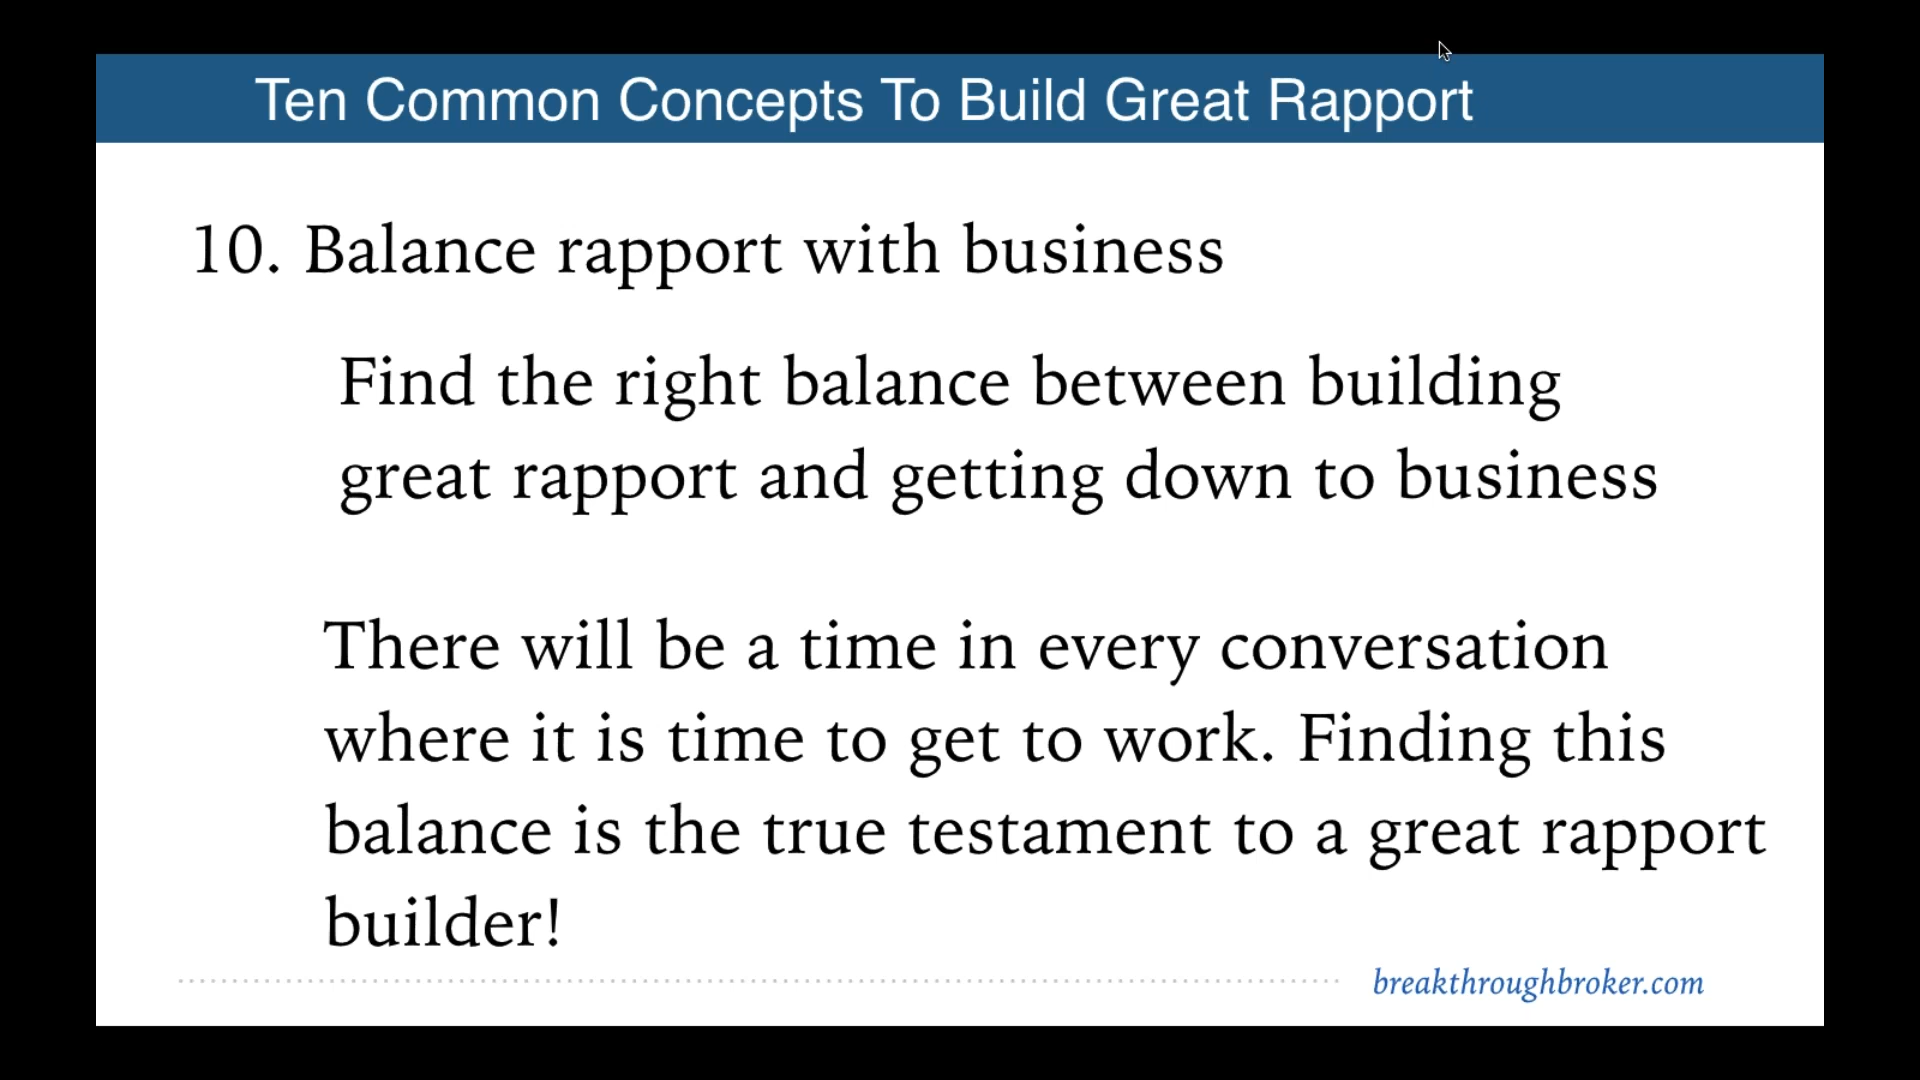 Ten Common Concepts To Build Great Rapport
10. Balance rapport with business
Find the right balance between building
great rapport and getting down to business
There will be a time in every conversation
where it is time to get to work. Finding this
balance is the true testament to a great rapport
builder!
breakthroughbroker.com